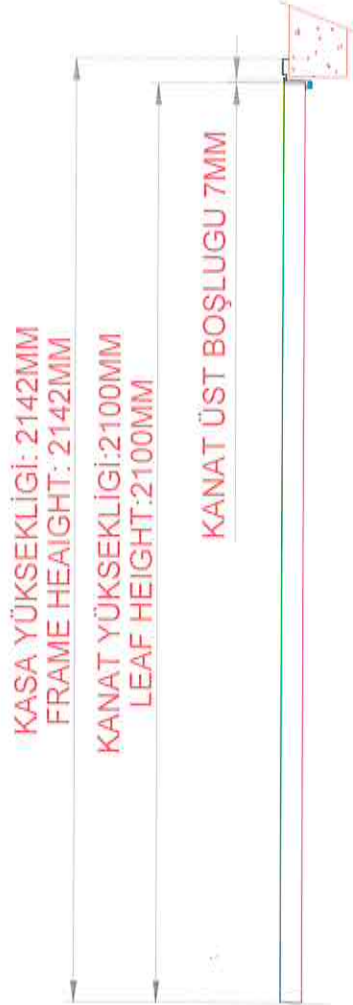 KASA YÜKSEKLİGİ: 2142MM
FRAME HEAIGHT: 2142MM
KANAT YÜKSEKLİGİ:2100MM
LEAF HEIGHT:2100MM
KANAT ÜST BOŞLUGU 7MM